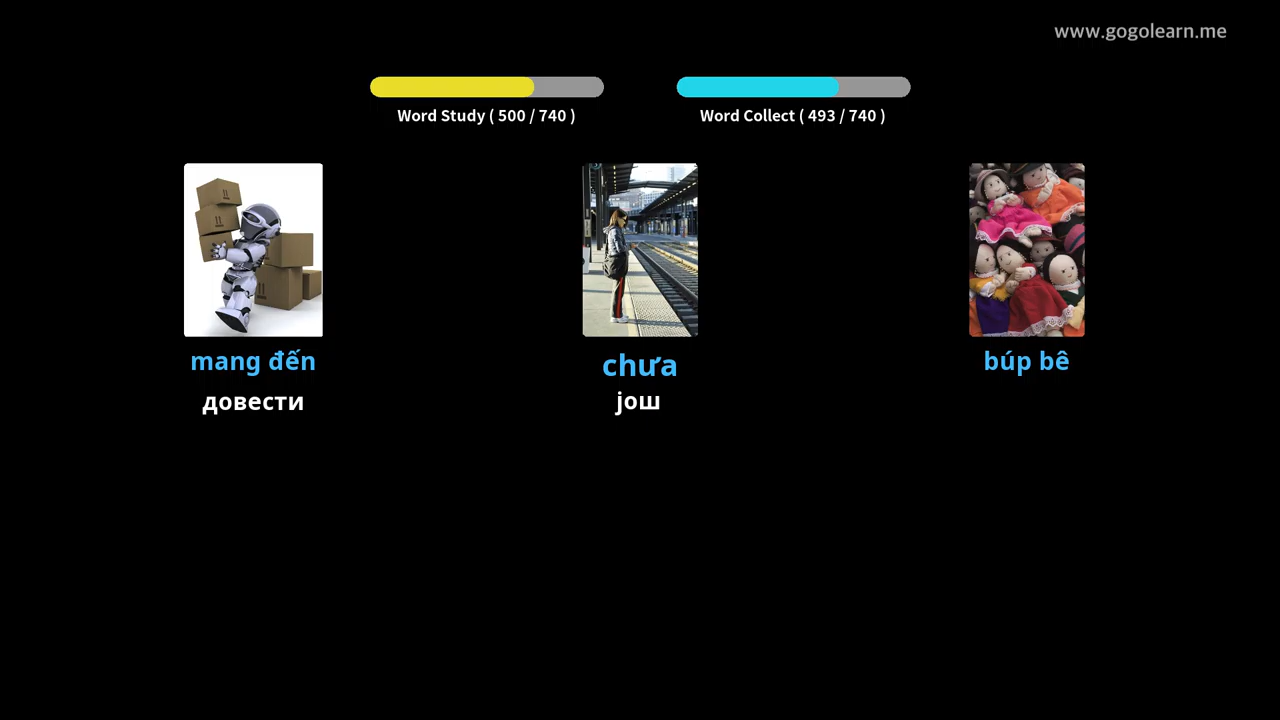 www.gogolearn.me
Word Study ( 500 / 740 )
Word Collect ( 493 / 740 )
mang đến
chưa
búp bê
довести
још